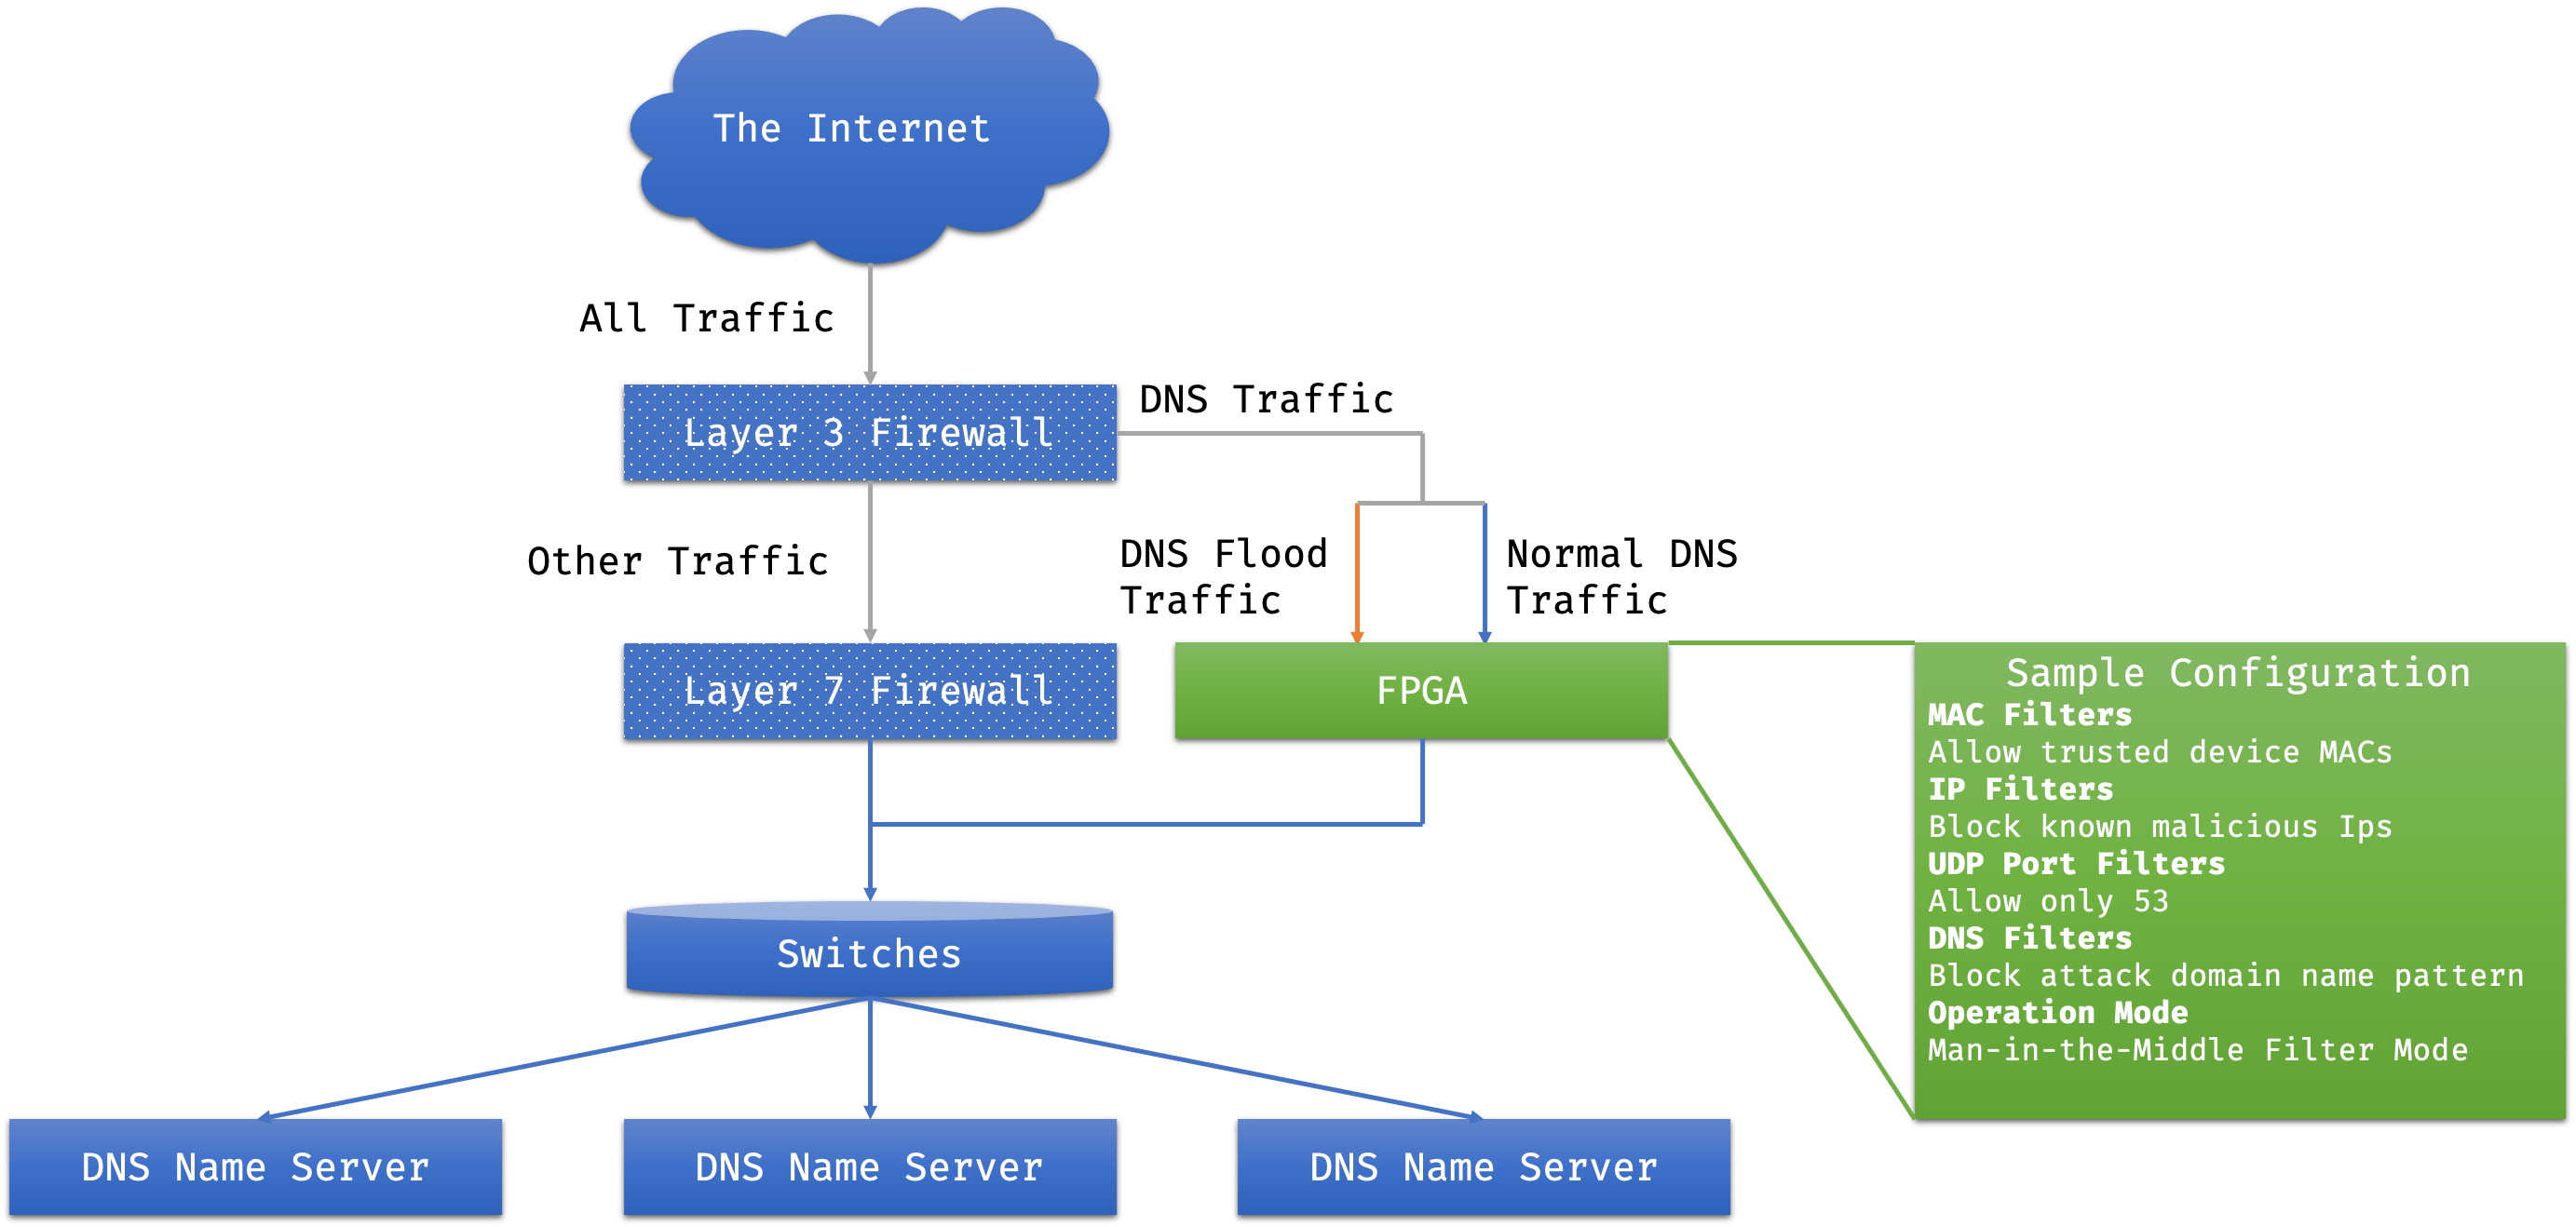 The Internet
All Traffic
Layer 3 Firewall
DNS Traffic
Other Traffic
DNS Flood
Traffic
Normal DNS
Traffic
Layer 7 Firewall
FPGA
Sample Configuration
MAC Filters
Allow trusted device MACs
IP Filters
Block known malicious Ips
UDP Port Filters
Allow only 53
DNS Filters
Block attack domain name pattern
Operation Mode
Man-in-the-Middle Filter Mode
Switches
DNS Name Server
DNS Name Server
DNS Name Server